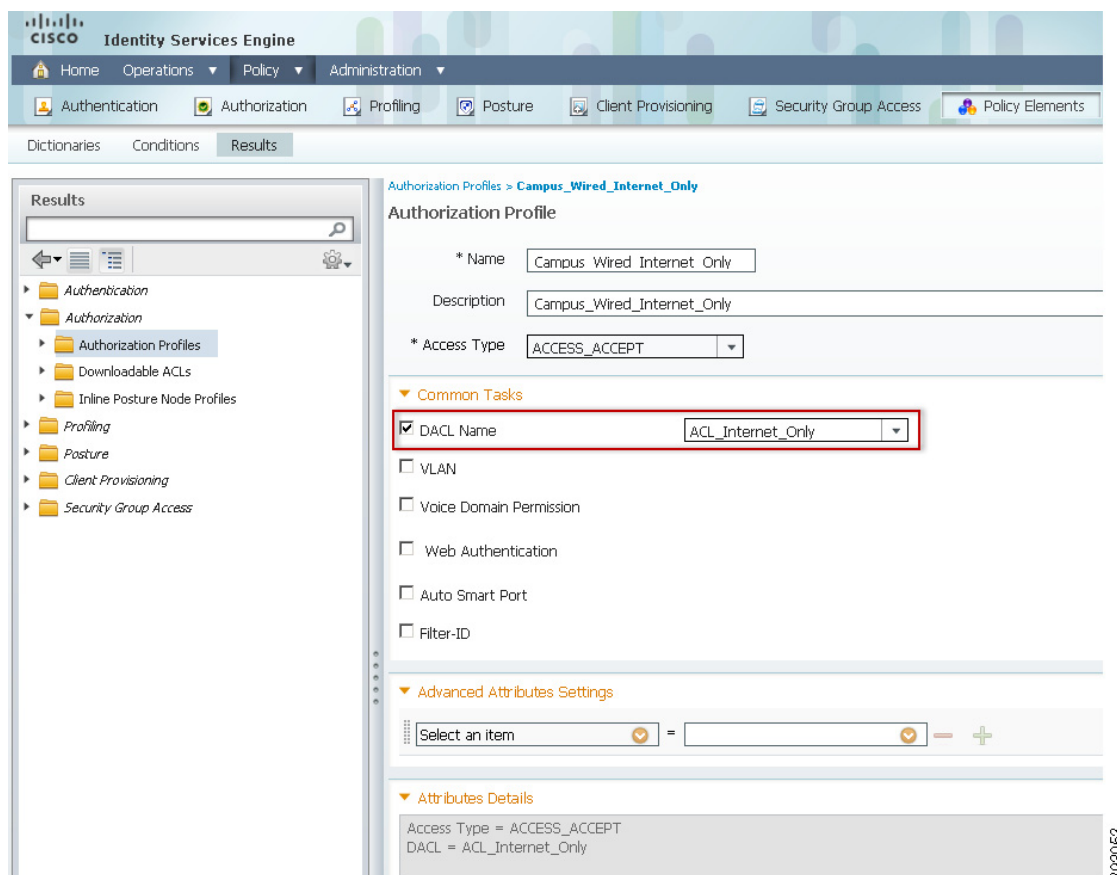 CISCO Identity Services Engine
Home Operations Policy Administration
Authentication Authorization Profiling Posture Client Provisioning Security Group Access Policy Elements
Dictionaries Conditions Results
Results
Authentication
Authorization
Authorization Profiles
Downloadable ACLs
Inline Posture Node Profiles
Profiling
Posture
Client Provisioning
Security Group Access
Authorization Profiles > Campus_Wired_Internet_Only
Authorization Profile
* Name Campus_Wired_Internet_Only
Description Campus_Wired_Internet_Only
* Access Type ACCESS_ACCEPT
Common Tasks
DACL Name ACL_Internet_Only
VLAN
Voice Domain Permission
Web Authentication
Auto Smart Port
Filter-ID
Advanced Attributes Settings
Select an item =
Attributes Details
Access Type = ACCESS_ACCEPT
DACL = ACL_Internet_Only